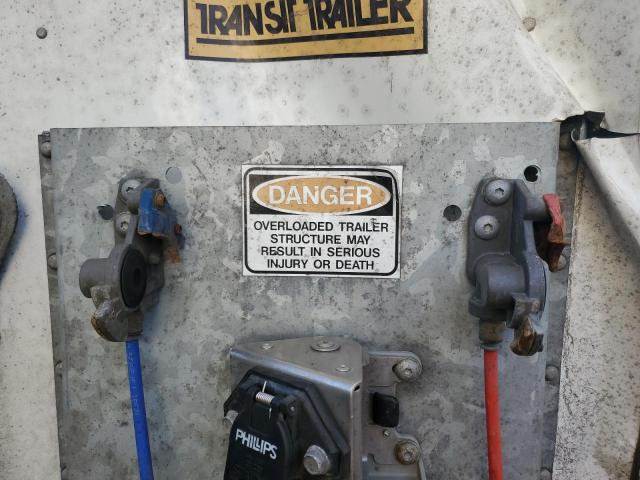 TRANSIT TRAILER
DANGER
OVERLOADED TRAILER
STRUCTURE MAY
RESULT IN SERIOUS
INJURY OR DEATH
PHILLIPS